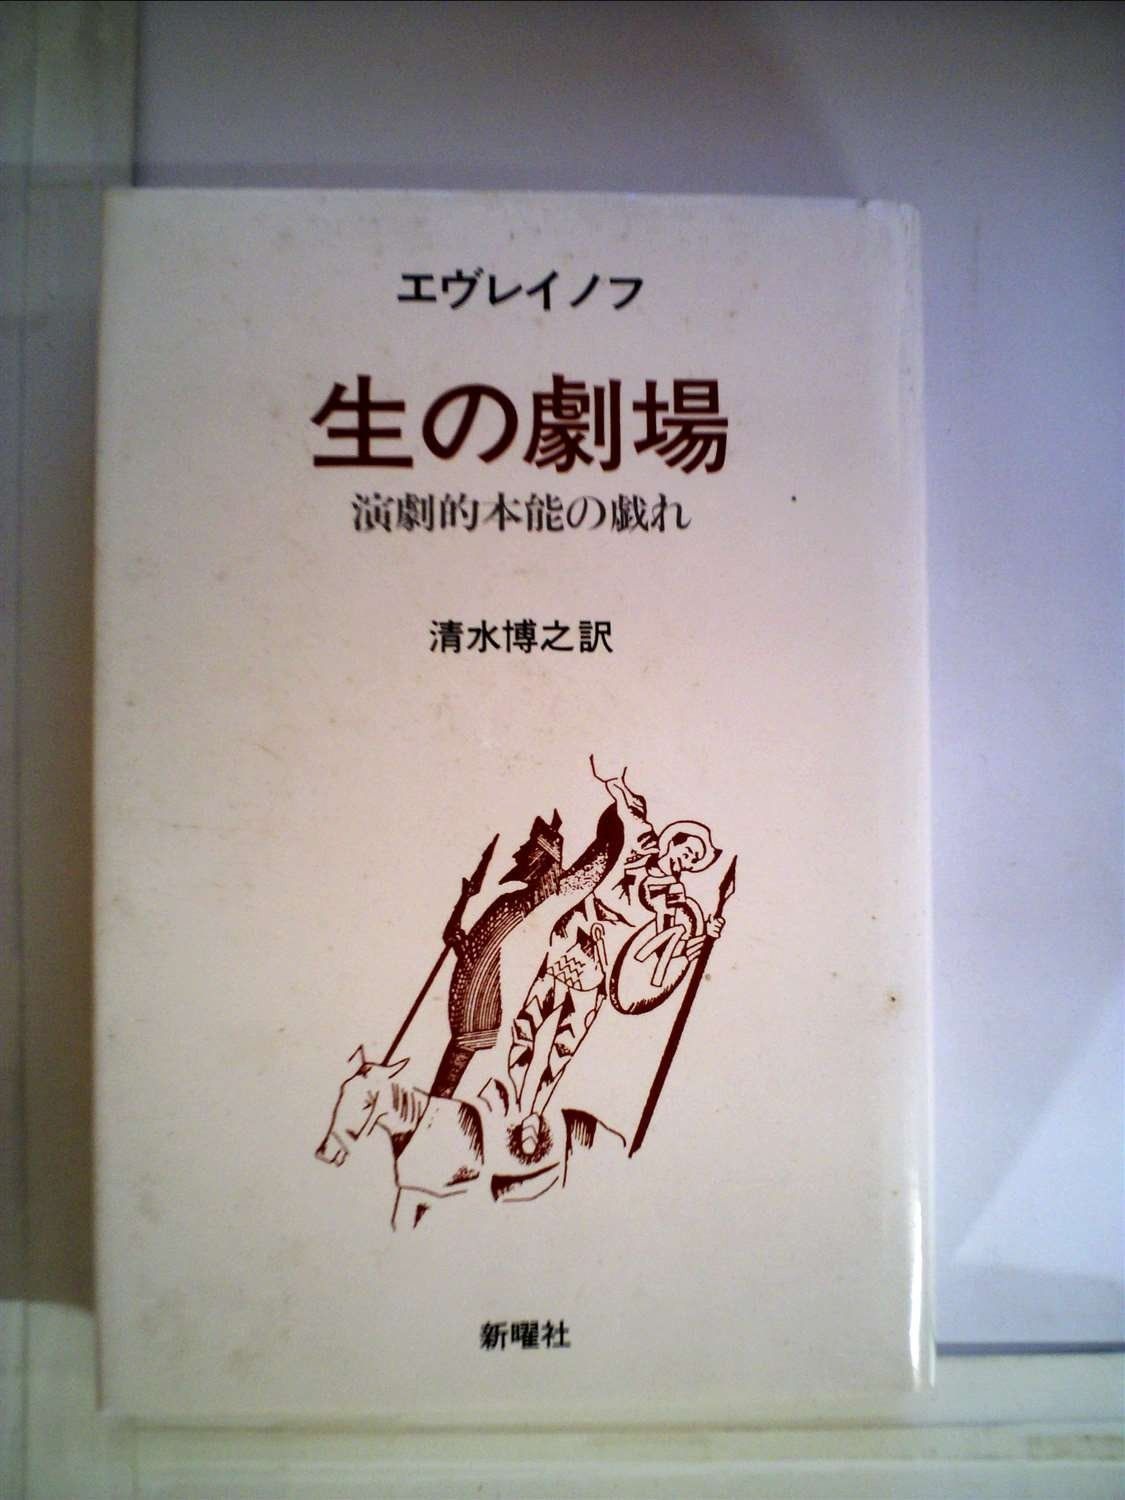 エヴレイノフ
生の劇場
演劇的本能の戯れ
清水博之訳
新曜社